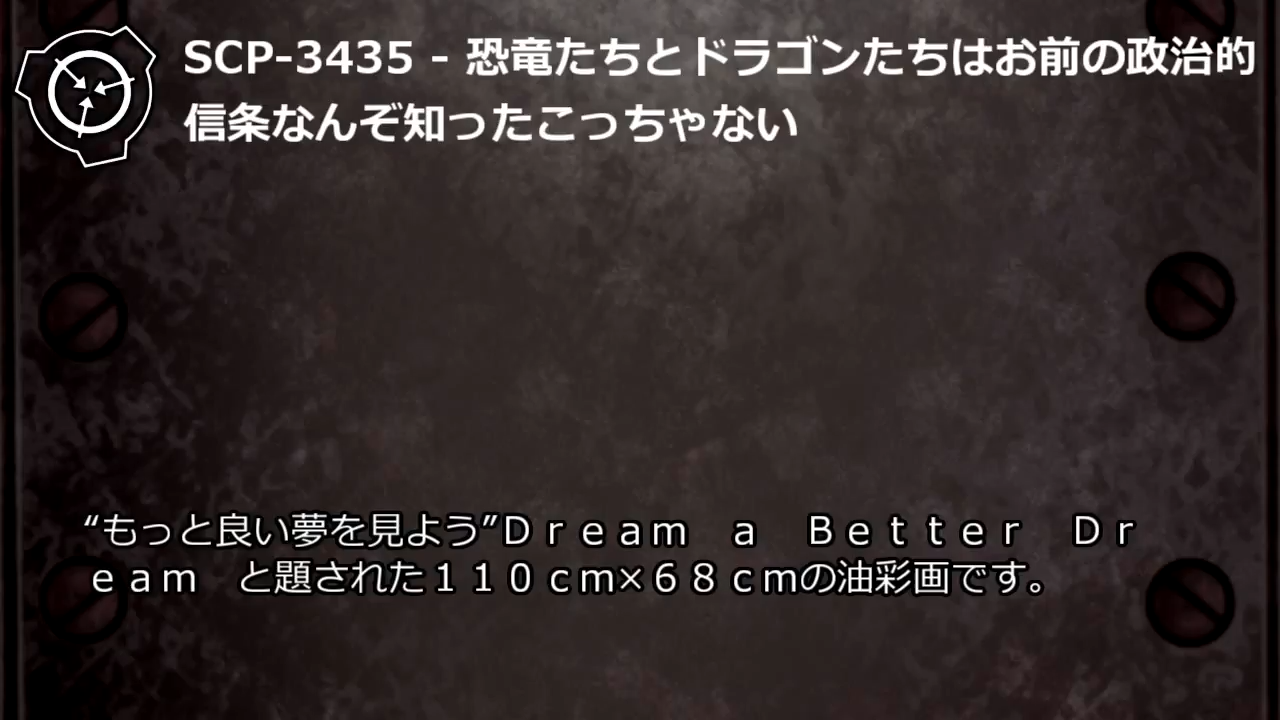 SCP-3435 - 恐竜たちとドラゴンたちはお前の政治的
信条なんぞ知ったこっちゃない
“もっと良い夢を見よう”Ｄｒｅａｍ　ａ　Ｂｅｔｔｅｒ　Ｄｒ
ｅａｍ　と題された１１０ｃｍ×６８ｃｍの油彩画です。